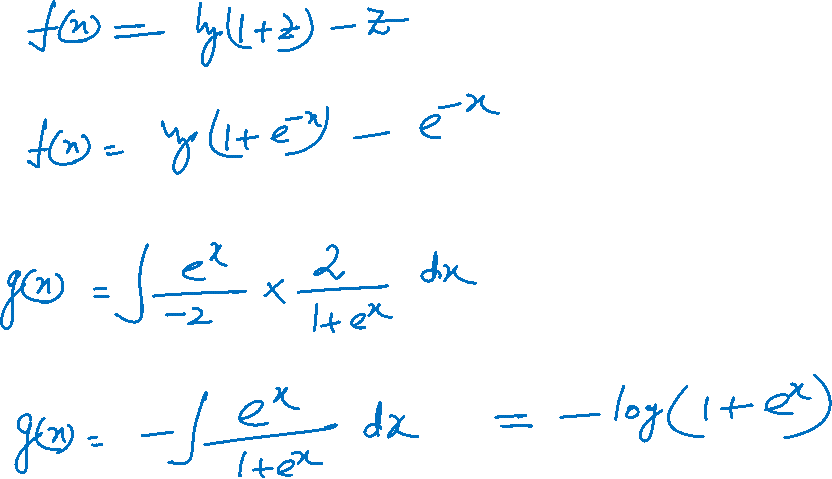 f(x) = log(1+z) - z
f(x) = log(1+e^{-x}) - e^{-x}
g(x) = ∫ e^x/-2 × 2/1+e^x dx
g(x) = -∫ e^x/1+e^x dx = -log(1+e^x)